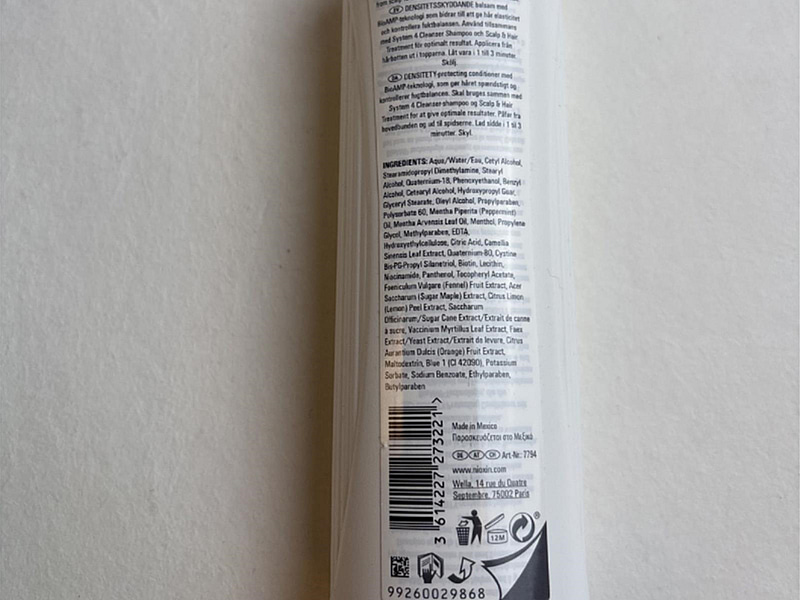 from scalp
SV DENSITETSSKYDDANDE balsam med
BioAMP-teknologi som bidrar till att ge hår elasticitet
och kontrollera fuktbalansen. Använd tillsammans
med System 4 Cleanser Shampoo och Scalp & Hair
Treatment för optimalt resultat. Applicera från
hårbotten ut i topparna. Låt vara i 1 till 3 minuter.
Skölj.
DA DENSITETY-protecting conditioner med
BioAMP-teknologi, som gør håret spændstigt og
kontrollerer fugtbalancen. Skal bruges sammen med
System 4 Cleanser-shampoo og Scalp & Hair
Treatment for at give optimale resultater. Påfør fra
hovedbunden og ud til spidserne. Lad sidde i 1 til 3
minutter. Skyl.
INGREDIENTS: Aqua/Water/Eau, Cetyl Alcohol,
Stearamidopropyl Dimethylamine, Stearyl
Alcohol, Quaternium-18, Phenoxyethanol, Benzyl
Alcohol, Cetearyl Alcohol, Hydroxypropyl Guar,
Glyceryl Stearate, Oleyl Alcohol, Propylparaben,
Polysorbate 60, Mentha Piperita (Peppermint)
Oil, Mentha Arvensis Leaf Oil, Menthol, Propylene
Glycol, Methylparaben, EDTA,
Hydroxyethylcellulose, Citric Acid, Camellia
Sinensis Leaf Extract, Quaternium-80, Cystine
Bis-PG-Propyl Silanetriol, Biotin, Lecithin,
Niacinamide, Panthenol, Tocopheryl Acetate,
Foeniculum Vulgare (Fennel) Fruit Extract, Acer
Saccharum (Sugar Maple) Extract, Citrus Limon
(Lemon) Peel Extract, Saccharum
Officinarum/Sugar Cane Extract/Extrait de canne
à sucre, Vaccinium Myrtillus Leaf Extract, Faex
Extract/Yeast Extract/Extrait de levure, Citrus
Aurantium Dulcis (Orange) Fruit Extract,
Maltodextrin, Blue 1 (CI 42090), Potassium
Sorbate, Sodium Benzoate, Ethylparaben,
Butylparaben
3 614227 273221 >
Made in Mexico
Παρασκευάζεται στο Μεξικό
DE AT CH Art-Nr: 7794
www.nioxin.com
Wella, 14 rue du Quatre
Septembre, 75002 Paris
12M
99260029868